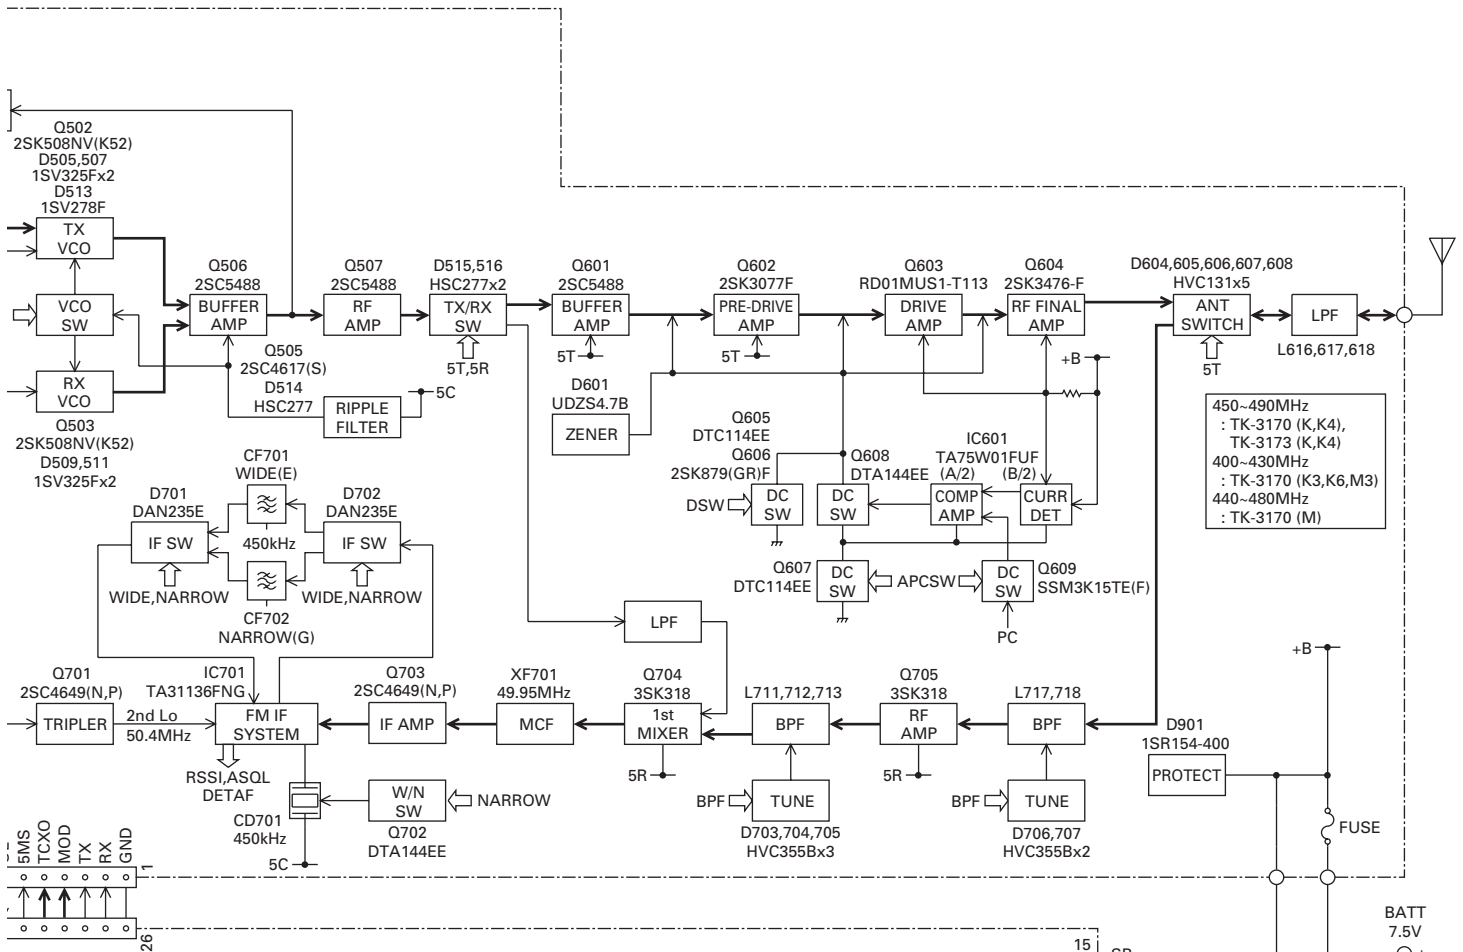 Q502
2SK508NV(K52)
D505,507
1SV325Fx2
D513
1SV278F
TX
VCO
VCO
SW
RX
VCO
Q503
2SK508NV(K52)
D509,511
1SV325Fx2
Q506
2SC5488
BUFFER
AMP
Q505
2SC4617(S)
D514
HSC277
RIPPLE
FILTER
5C
Q507
2SC5488
RF
AMP
D515,516
HSC277x2
TX/RX
SW
5T,5R
Q601
2SC5488
BUFFER
AMP
5T
D601
UDZS4.7B
ZENER
Q602
2SK3077F
PRE-DRIVE
AMP
5T
Q603
RD01MUS1-T113
DRIVE
AMP
Q604
2SK3476-F
RF FINAL
AMP
+B
D604,605,606,607,608
HVC131x5
ANT
SWITCH
5T
LPF
L616,617,618
450~490MHz
: TK-3170 (K,K4),
TK-3173 (K,K4)
400~430MHz
: TK-3170 (K3,K6,M3)
440~480MHz
: TK-3170 (M)
Q605
DTC114EE
Q606
2SK879(GR)F
DSW
DC
SW
Q608
DTA144EE
DC
SW
IC601
TA75W01FUF
(A/2)
(B/2)
COMP
AMP
CURR
DET
Q607
DTC114EE
DC
SW
APCSW
DC
SW
Q609
SSM3K15TE(F)
PC
CF701
WIDE(E)
D701
DAN235E
IF SW
450kHz
D702
DAN235E
IF SW
WIDE,NARROW
WIDE,NARROW
CF702
NARROW(G)
LPF
Q701
2SC4649(N,P)
TRIPLER
2nd Lo
50.4MHz
IC701
TA31136FNG
FM IF
SYSTEM
RSSI,ASQL
DETAF
Q703
2SC4649(N,P)
IF AMP
XF701
49.95MHz
MCF
Q704
3SK318
1st
MIXER
5R
L711,712,713
BPF
Q705
3SK318
RF
AMP
5R
L717,718
BPF
D901
1SR154-400
PROTECT
+B
FUSE
CD701
450kHz
5C
W/N
SW
NARROW
Q702
DTA144EE
BPF
TUNE
D703,704,705
HVC355Bx3
BPF
TUNE
D706,707
HVC355Bx2
5MS
TCXO
MOD
TX
RX
GND
1
26
15
BATT
7.5V